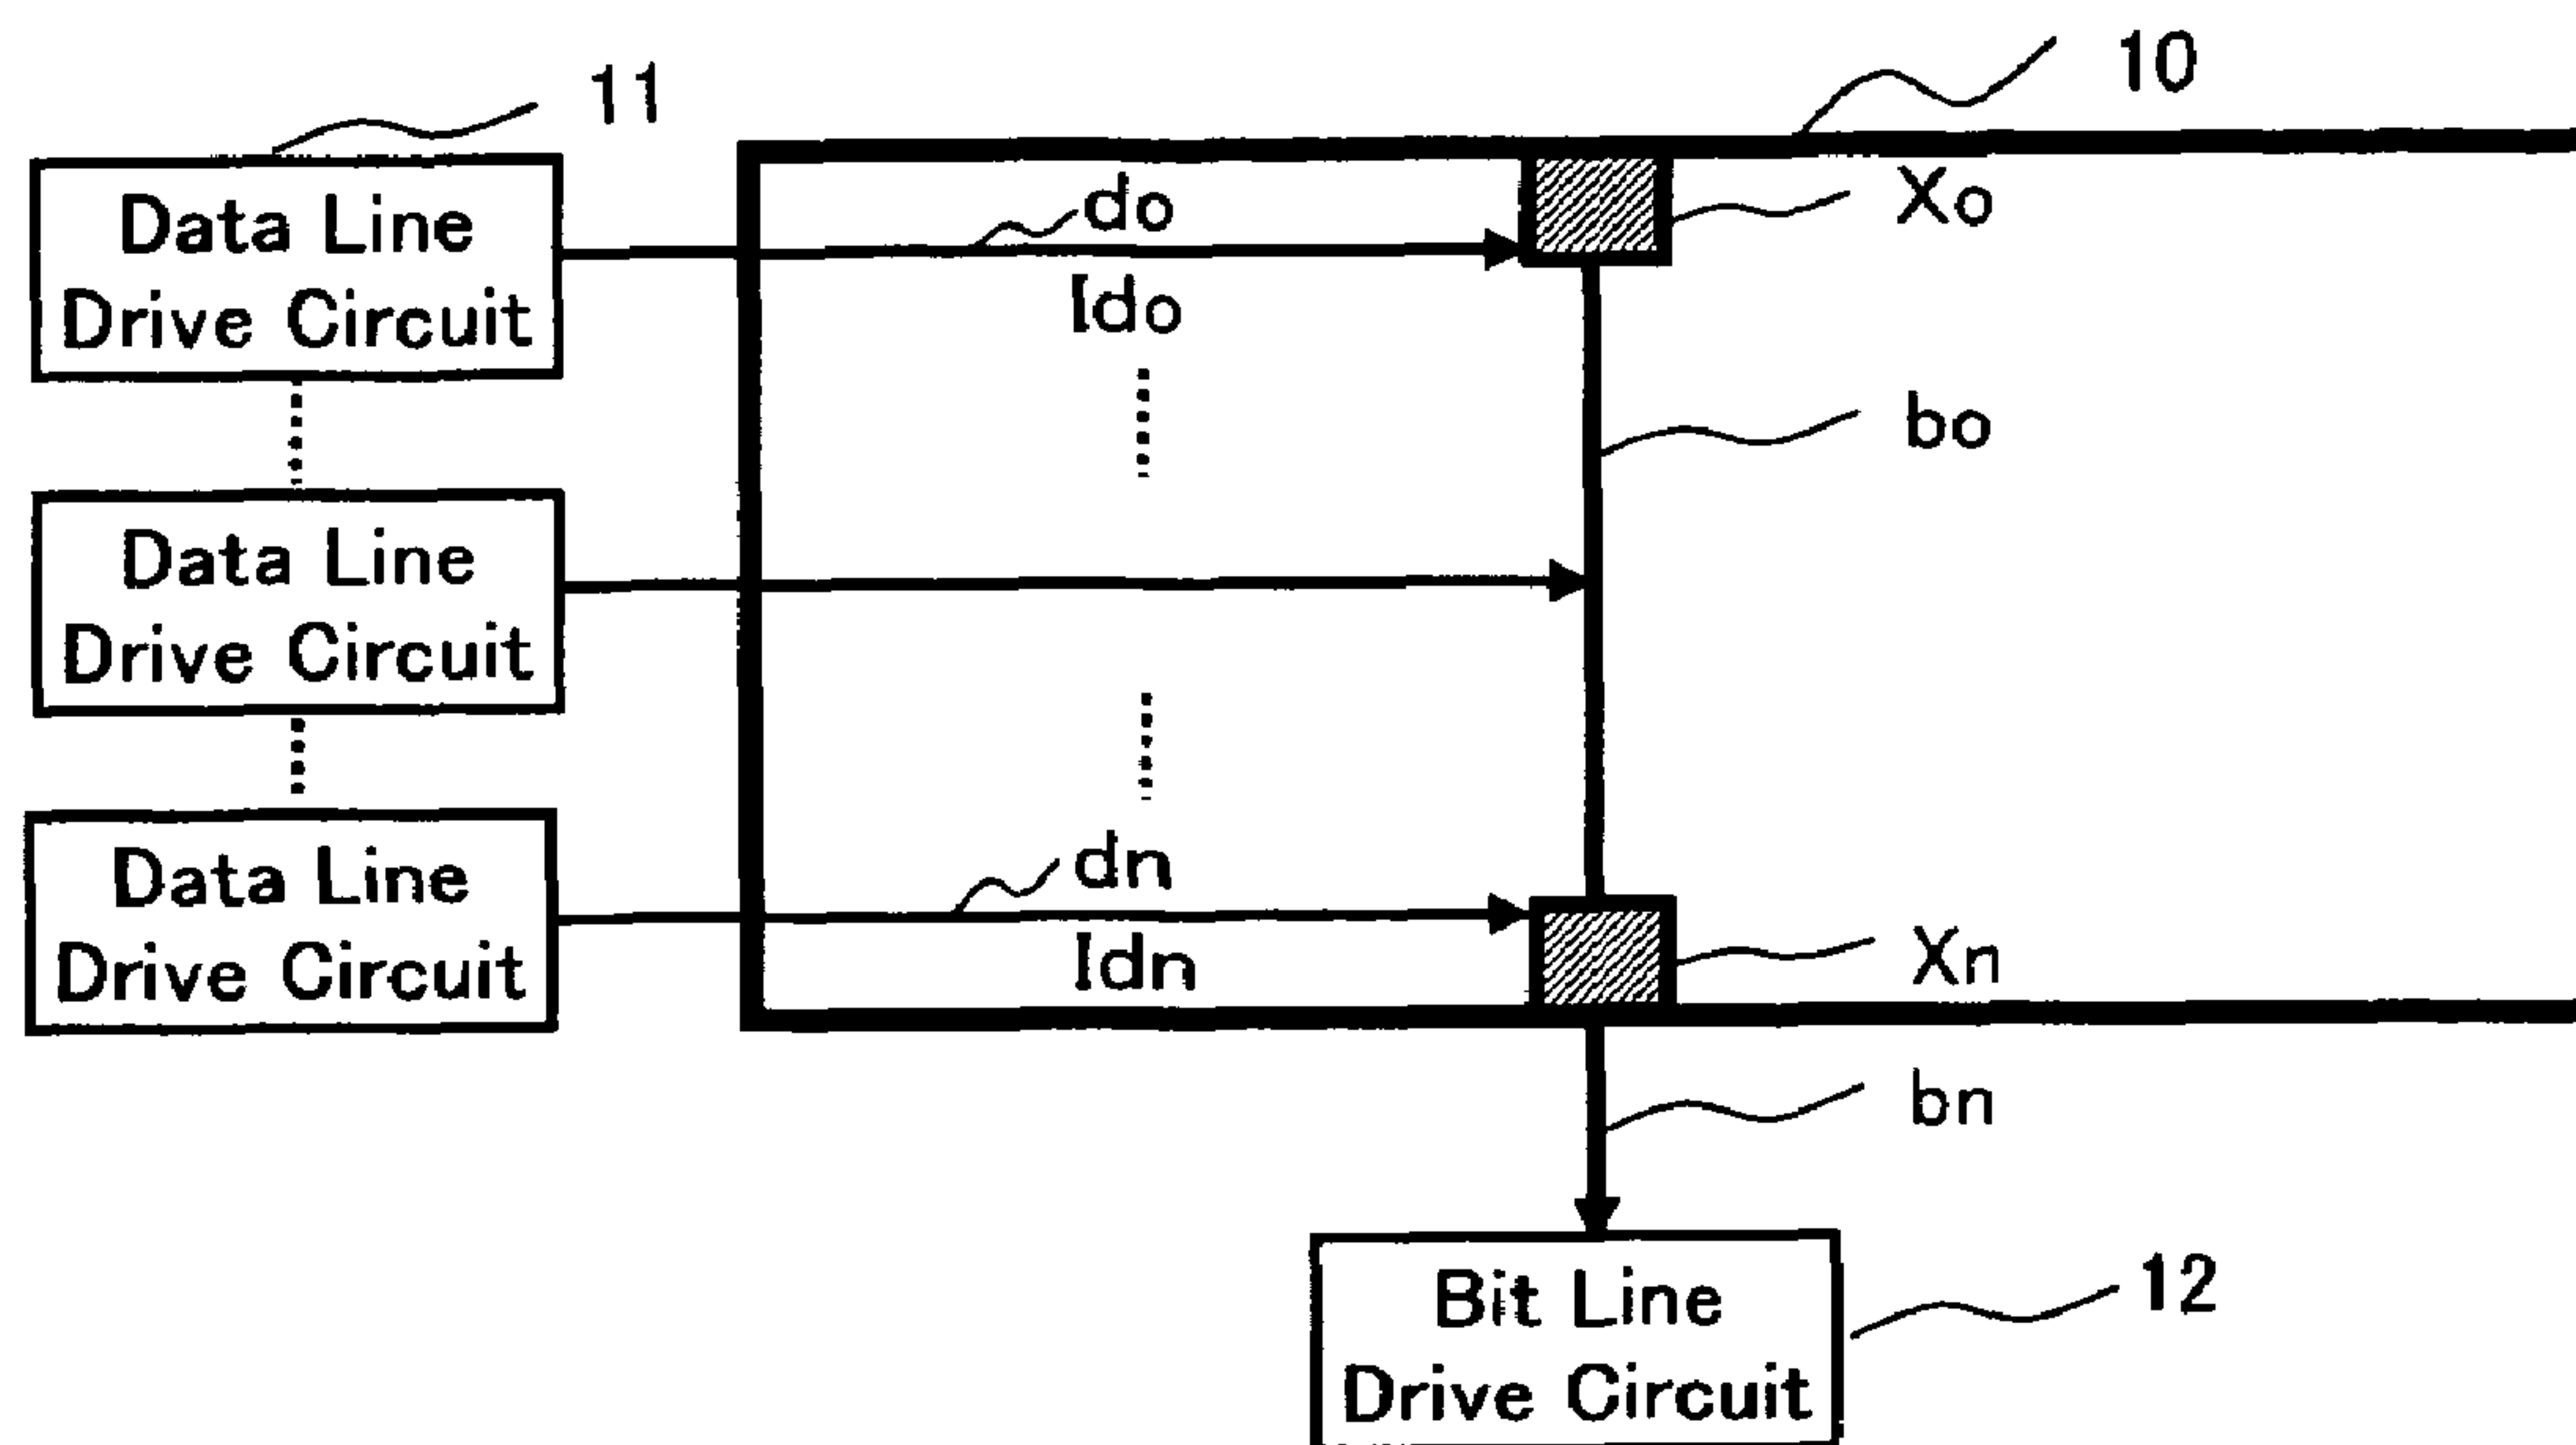 11
10
Data Line
Drive Circuit
do
Ido
Xo
bo
Data Line
Drive Circuit
Data Line
Drive Circuit
dn
Idn
Xn
bn
Bit Line
Drive Circuit
12